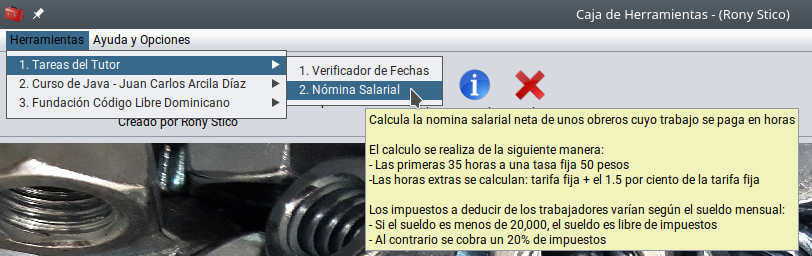 Caja de Herramientas - (Rony Stico)
Herramientas Ayuda y Opciones
1. Tareas del Tutor
2. Curso de Java - Juan Carlos Arcila Díaz
3. Fundación Código Libre Dominicano
1. Verificador de Fechas
2. Nómina Salarial
Creado por Rony Stico
Calcula la nomina salarial neta de unos obreros cuyo trabajo se paga en horas
El calculo se realiza de la siguiente manera:
- Las primeras 35 horas a una tasa fija 50 pesos
-Las horas extras se calculan: tarifa fija + el 1.5 por ciento de la tarifa fija
Los impuestos a deducir de los trabajadores varían según el sueldo mensual:
- Si el sueldo es menos de 20,000, el sueldo es libre de impuestos
- Al contrario se cobra un 20% de impuestos